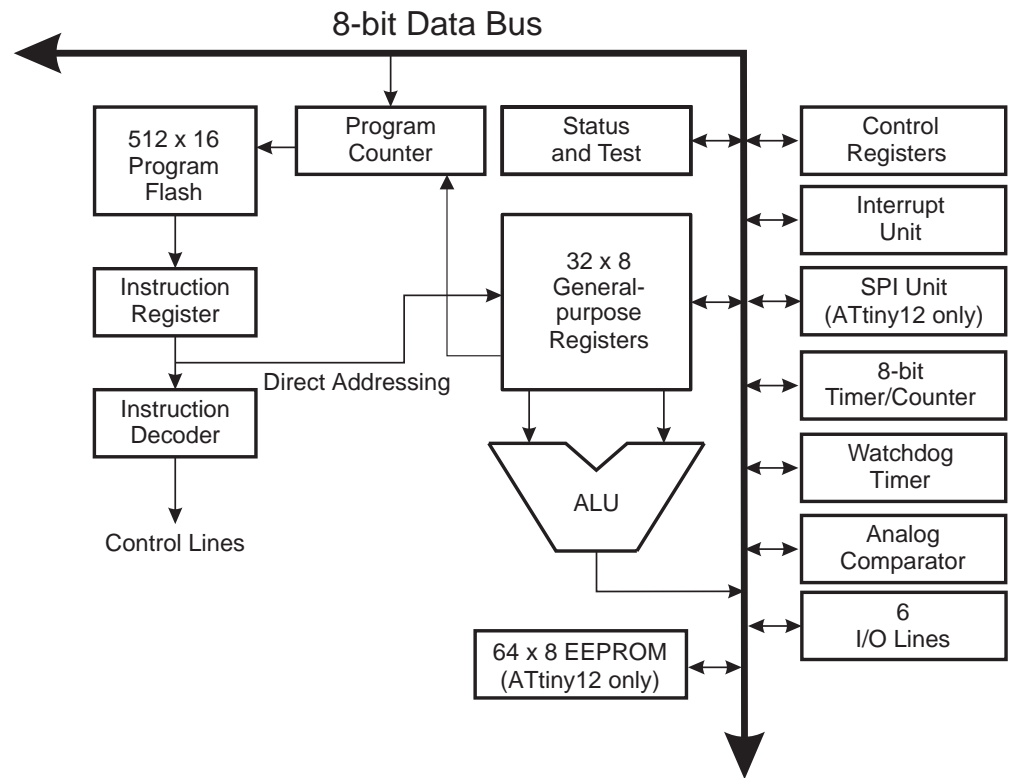 8-bit Data Bus
512 x 16
Program
Flash
Program
Counter
Status
and Test
Control
Registers
Interrupt
Unit
32 x 8
General-
purpose
Registers
SPI Unit
(ATtiny12 only)
Instruction
Register
8-bit
Timer/Counter
Direct Addressing
Instruction
Decoder
Watchdog
Timer
ALU
Control Lines
Analog
Comparator
6
I/O Lines
64 x 8 EEPROM
(ATtiny12 only)